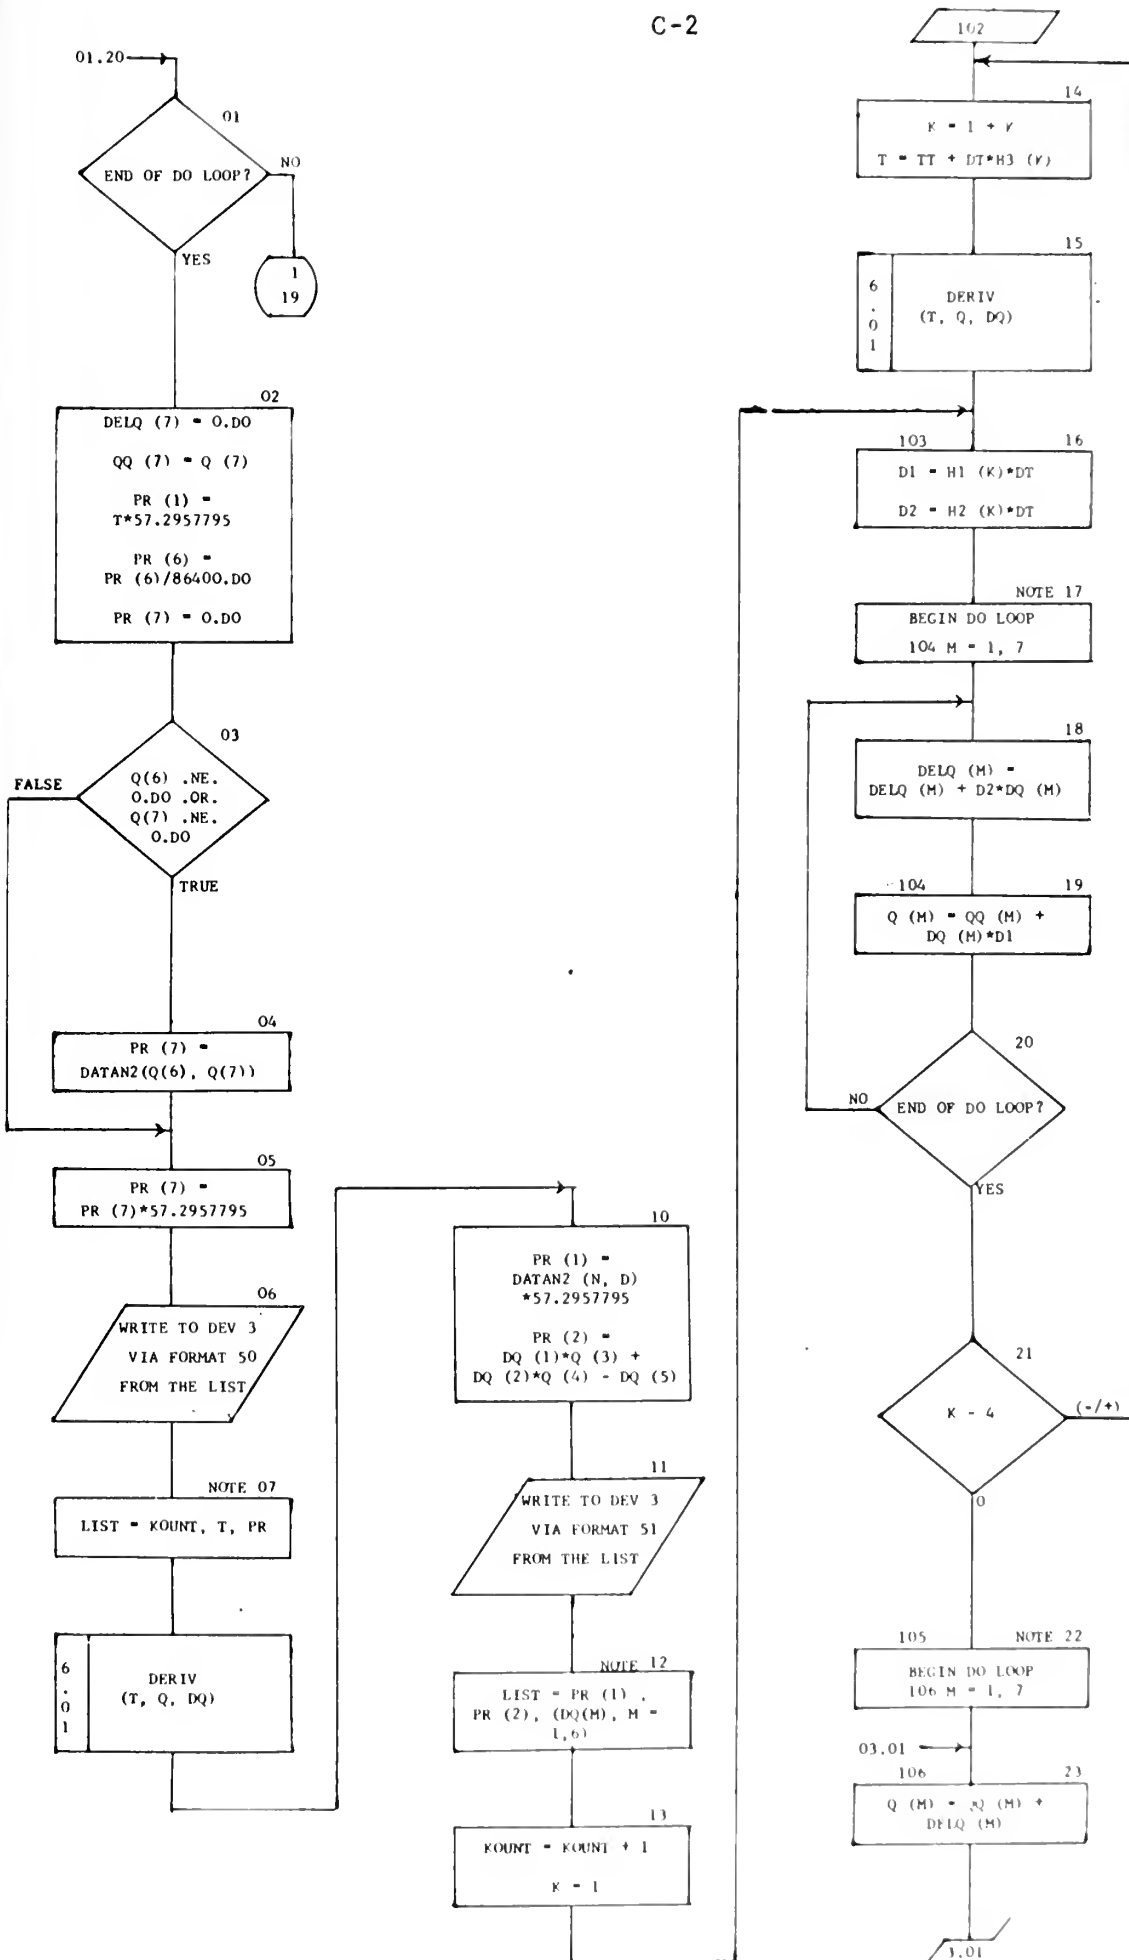 C-2
01.20
01
END OF DO LOOP?
NO
YES
1
19
02
DELQ (7) = 0.DO
QQ (7) = Q (7)
PR (1) =
T*57.2957795
PR (6) =
PR (6)/86400.DO
PR (7) = 0.DO
03
Q(6) .NE.
0.DO .OR.
Q(7) .NE.
0.DO
FALSE
TRUE
04
PR (7) =
DATAN2(Q(6), Q(7))
05
PR (7) =
PR (7)*57.2957795
06
WRITE TO DEV 3
VIA FORMAT 50
FROM THE LIST
NOTE 07
LIST = KOUNT, T, PR
6
.
0
1
DERIV
(T, Q, DQ)
10
PR (1) =
DATAN2 (N, D)
*57.2957795
PR (2) =
DQ (1)*Q (3) +
DQ (2)*Q (4) - DQ (5)
11
WRITE TO DEV 3
VIA FORMAT 51
FROM THE LIST
NOTE 12
LIST = PR (1) ,
PR (2), (DQ(M), M =
1,6)
13
KOUNT = KOUNT + 1
K = 1
102
14
K = 1 + K
T = TT + DT*H3 (K)
15
6
.
0
1
DERIV
(T, Q, DQ)
103
16
D1 = H1 (K)*DT
D2 = H2 (K)*DT
NOTE 17
BEGIN DO LOOP
104 M = 1, 7
18
DELQ (M) =
DELQ (M) + D2*DQ (M)
104
19
Q (M) = QQ (M) +
DQ (M)*D1
20
END OF DO LOOP?
NO
YES
21
K - 4
(-/+)
0
105
NOTE 22
BEGIN DO LOOP
106 M = 1, 7
03.01
106
23
Q (M) = QQ (M) +
DELQ (M)
3.01